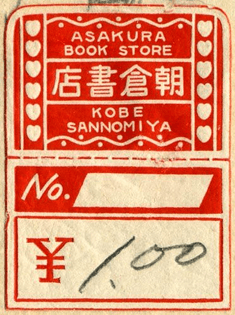 ASAKURA
BOOK STORE
店書倉朝
KOBE
SANNOMIYA
No.
¥ 1.00